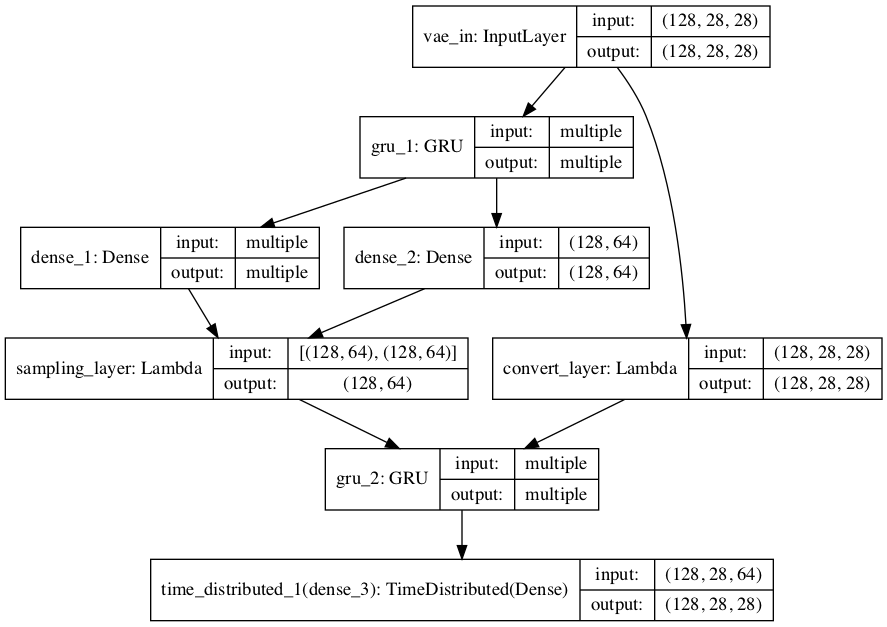 vae_in: InputLayer
input: (128, 28, 28)
output: (128, 28, 28)
gru_1: GRU
input: multiple
output: multiple
dense_1: Dense
input: multiple
output: multiple
dense_2: Dense
input: (128, 64)
output: (128, 64)
sampling_layer: Lambda
input: [(128, 64), (128, 64)]
output: (128, 64)
convert_layer: Lambda
input: (128, 28, 28)
output: (128, 28, 28)
gru_2: GRU
input: multiple
output: multiple
time_distributed_1(dense_3): TimeDistributed(Dense)
input: (128, 28, 64)
output: (128, 28, 28)